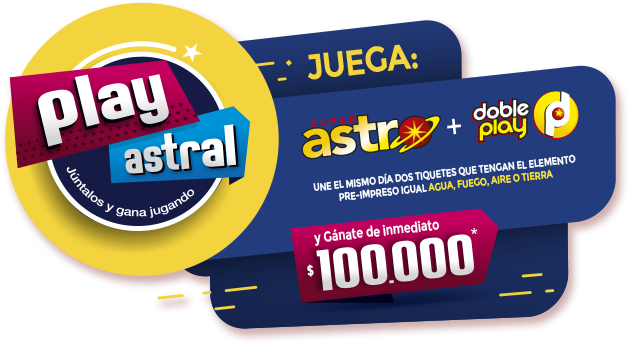 play
astral
Júntalos y gana jugando
JUEGA:
SUPER
astro + doble
play
UNE EL MISMO DÍA DOS TIQUETES QUE TENGAN EL ELEMENTO
PRE-IMPRESO IGUAL AGUA, FUEGO, AIRE O TIERRA
y Gánate de inmediato
$100.000*